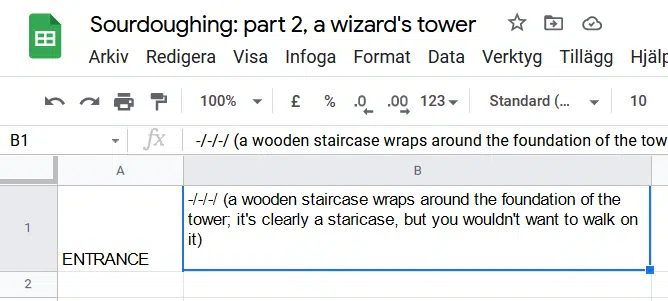 Sourdoughing: part 2, a wizard's tower
Arkiv Redigera Visa Infoga Format Data Verktyg Tillägg Hjälp
100% £ % .0 .00 123 Standard (... 10
B1 fx -/-/-/ (a wooden staircase wraps around the foundation of the tow
A B
1 ENTRANCE -/-/-/ (a wooden staircase wraps around the foundation of the
tower; it's clearly a staricase, but you wouldn't want to walk on
it)
2